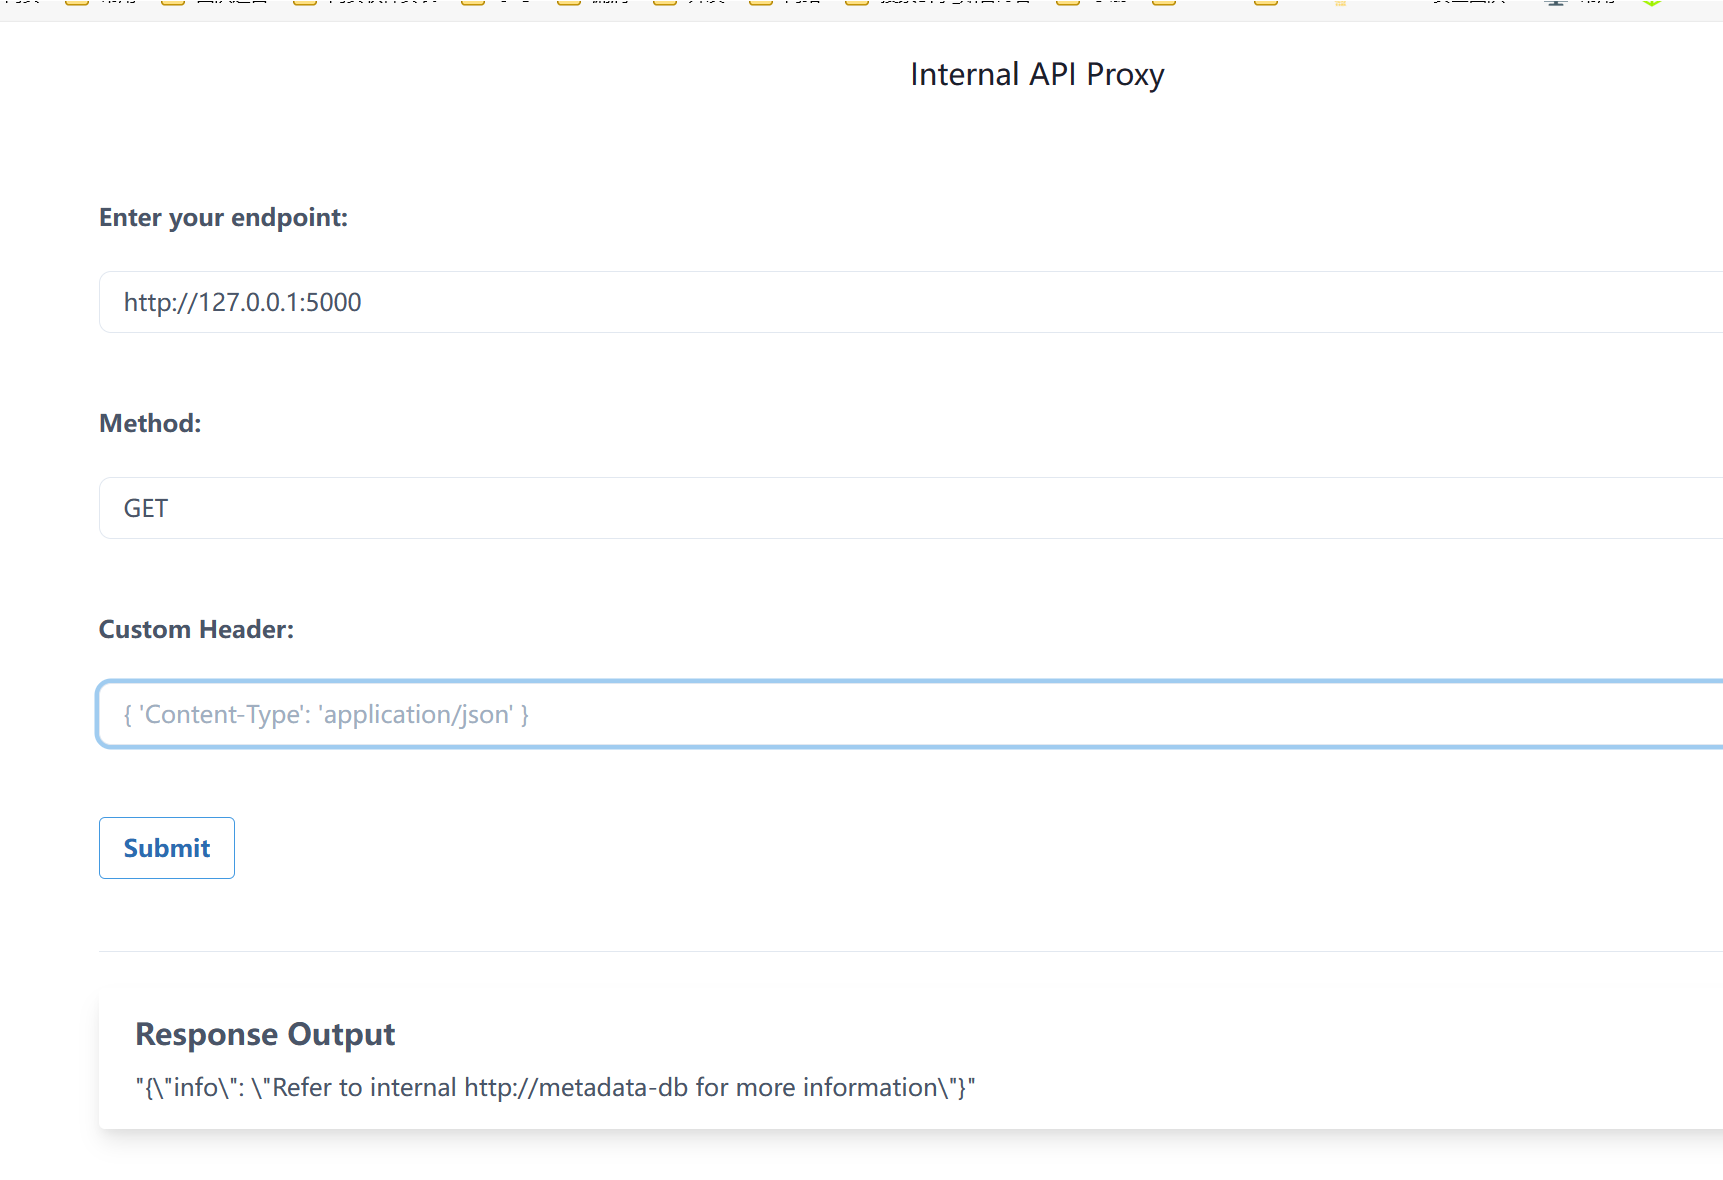 Internal API Proxy
Enter your endpoint:
http://127.0.0.1:5000
Method:
GET
Custom Header:
{ 'Content-Type': 'application/json' }
Submit
Response Output
"{\"info\": \"Refer to internal http://metadata-db for more information\"}"